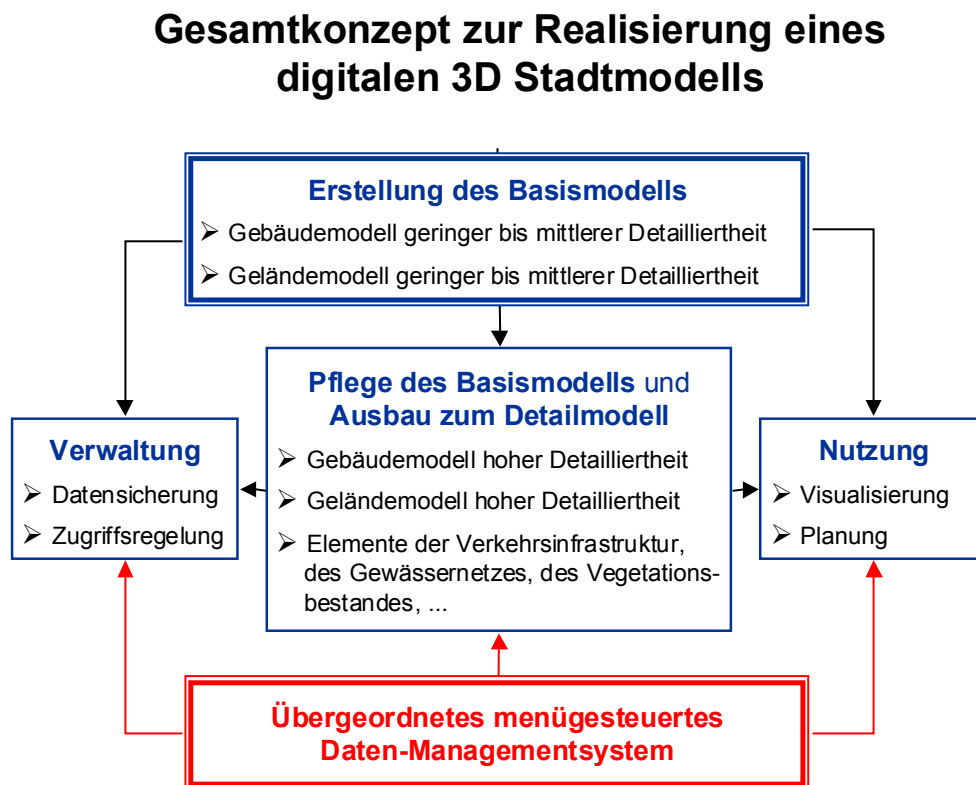 Gesamtkonzept zur Realisierung eines
digitalen 3D Stadtmodells
Erstellung des Basismodells
➢ Gebäudemodell geringer bis mittlerer Detailliertheit
➢ Geländemodell geringer bis mittlerer Detailliertheit
Verwaltung
➢ Datensicherung
➢ Zugriffsregelung
Pflege des Basismodells und
Ausbau zum Detailmodell
➢ Gebäudemodell hoher Detailliertheit
➢ Geländemodell hoher Detailliertheit
➢ Elemente der Verkehrsinfrastruktur,
des Gewässernetzes, des Vegetations-
bestandes, ...
Nutzung
➢ Visualisierung
➢ Planung
Übergeordnetes menügesteuertes
Daten-Managementsystem